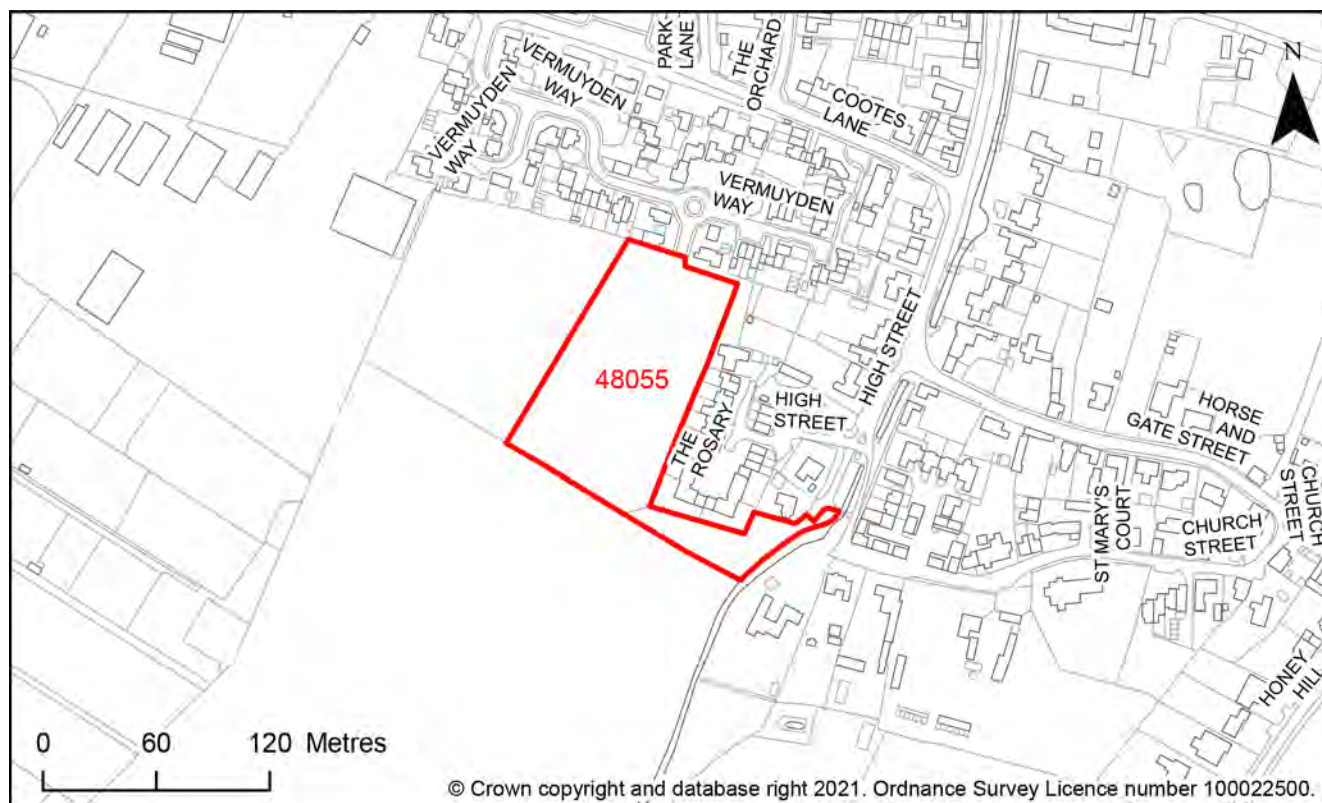 PARK
LANE
THE
ORCHARD
N
VERMUYDEN
WAY
VERMUYDEN
WAY
COOTES
LANE
VERMUYDEN
WAY
HIGH STREET
48055
HIGH
STREET
THE
ROSARY
HORSE
AND
GATE STREET
CHURCH
STREET
ST MARY'S
COURT
CHURCH
STREET
HONEY
HILL
0 60 120 Metres
© Crown copyright and database right 2021. Ordnance Survey Licence number 100022500.